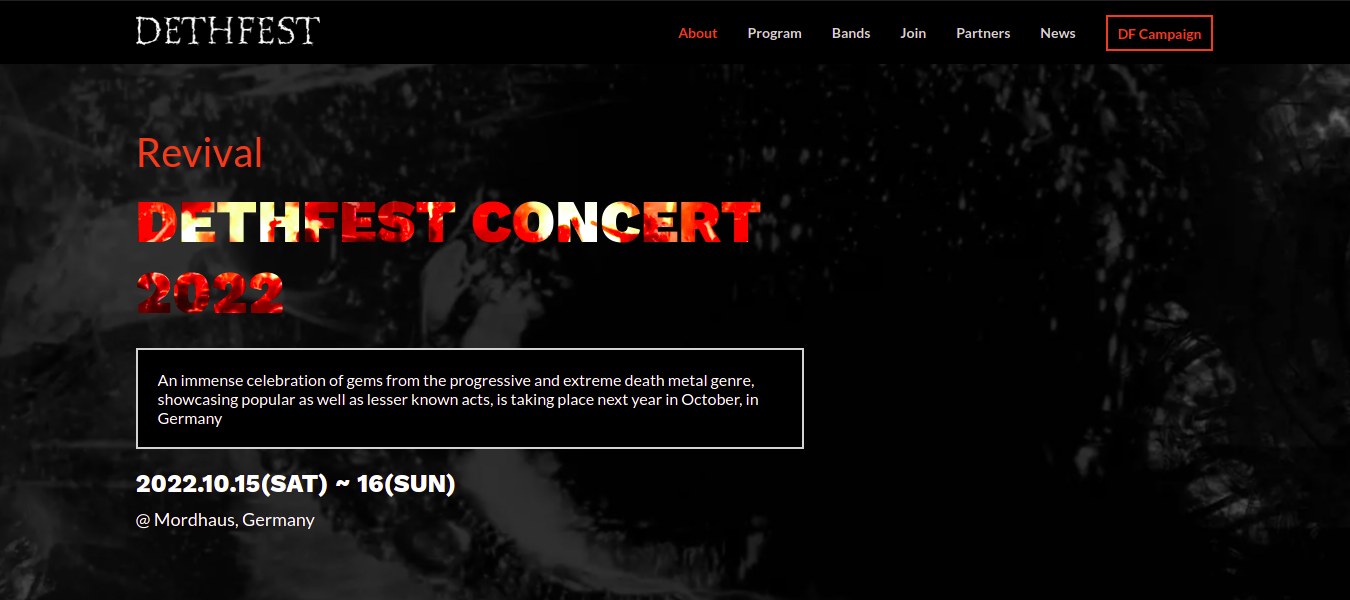 DETHFEST
About
Program
Bands
Join
Partners
News
DF Campaign
Revival
DETHFEST CONCERT
2022
An immense celebration of gems from the progressive and extreme death metal genre,
showcasing popular as well as lesser known acts, is taking place next year in October, in
Germany
2022.10.15(SAT) ~ 16(SUN)
@ Mordhaus, Germany